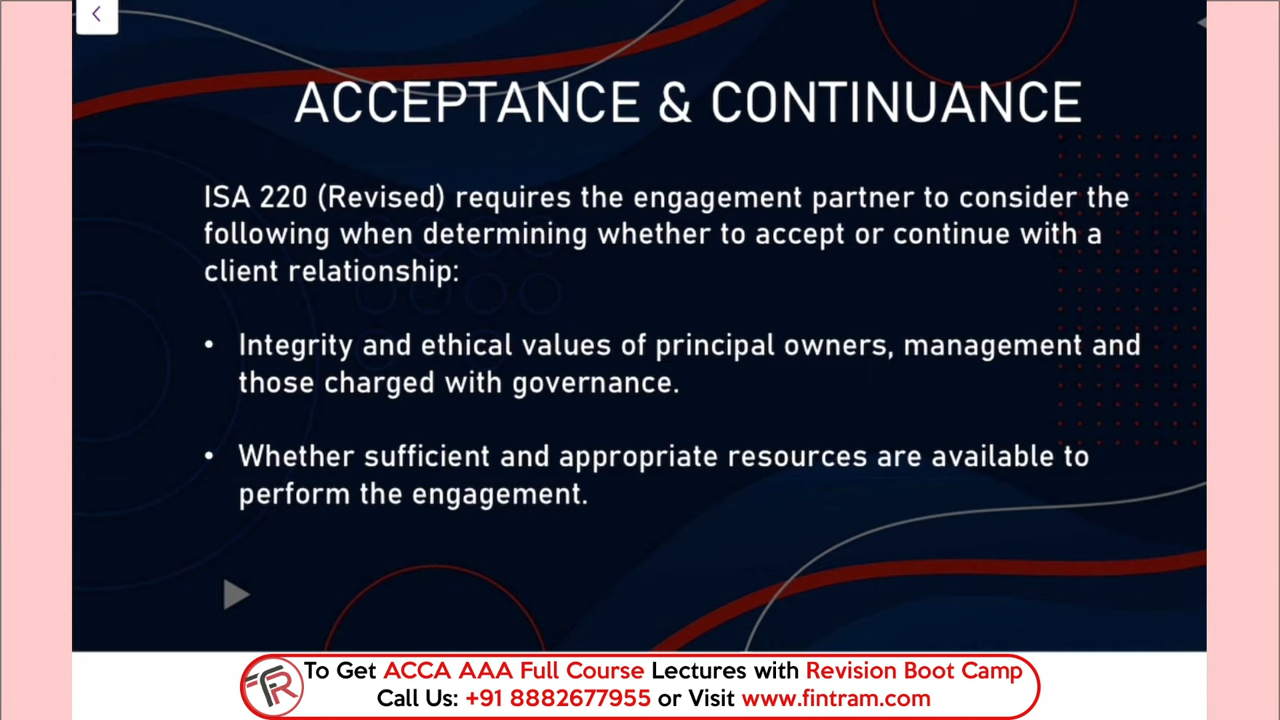 ACCEPTANCE & CONTINUANCE
ISA 220 (Revised) requires the engagement partner to consider the
following when determining whether to accept or continue with a
client relationship:
• Integrity and ethical values of principal owners, management and
those charged with governance.
• Whether sufficient and appropriate resources are available to
perform the engagement.
To Get ACCA AAA Full Course Lectures with Revision Boot Camp
Call Us: +91 8882677955 or Visit www.fintram.com